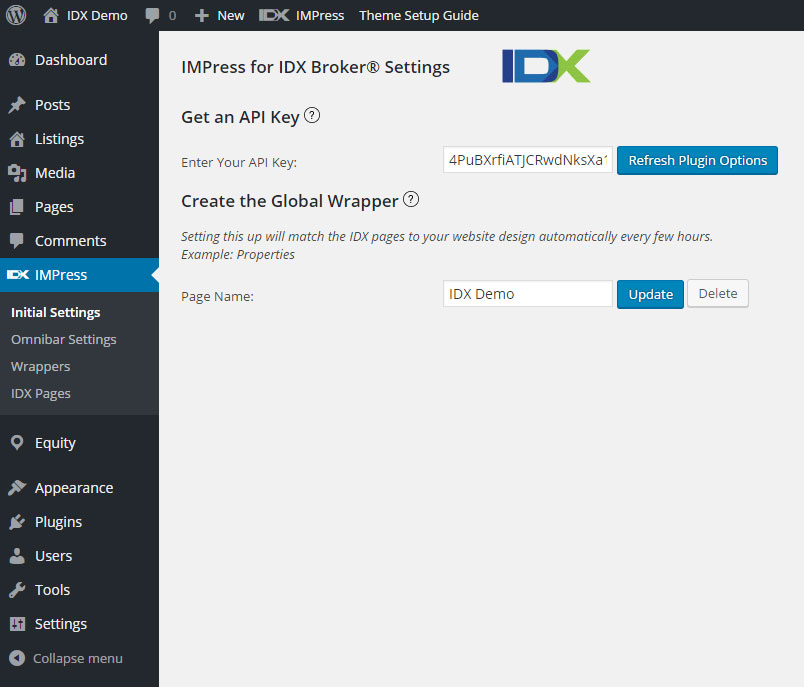 IDX Demo 0 New IDX IMPress Theme Setup Guide
Dashboard
Posts
Listings
Media
Pages
Comments
IDX IMPress
Initial Settings
Omnibar Settings
Wrappers
IDX Pages
Equity
Appearance
Plugins
Users
Tools
Settings
Collapse menu
IMPress for IDX Broker® Settings IDX
Get an API Key ?
Enter Your API Key: 4PuBXrfiATJCRwdNksXa1 Refresh Plugin Options
Create the Global Wrapper ?
Setting this up will match the IDX pages to your website design automatically every few hours.
Example: Properties
Page Name: IDX Demo Update Delete